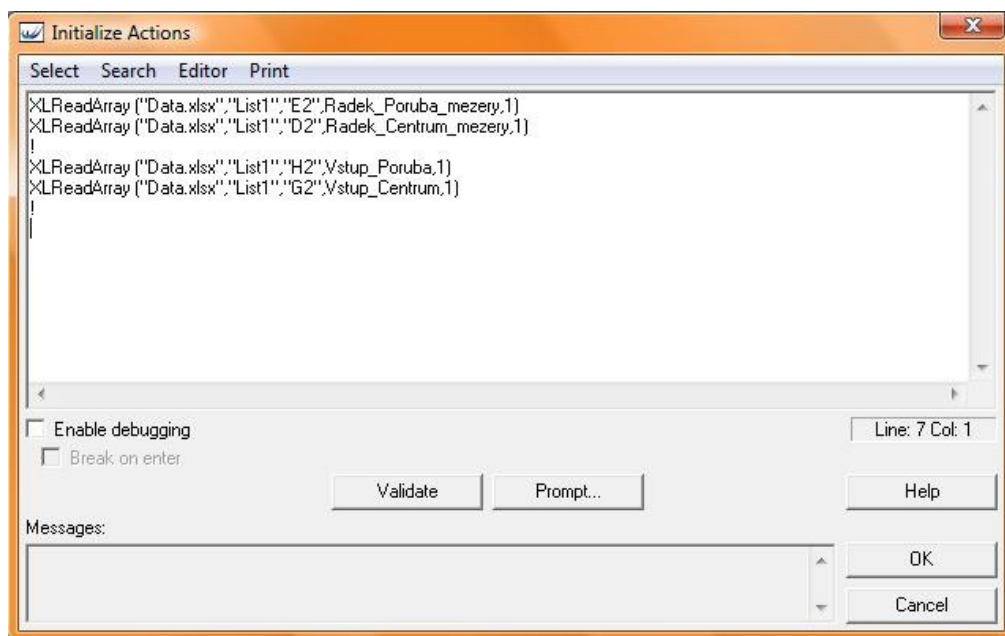 Initialize Actions
Select Search Editor Print
XLReadArray ("Data.xlsx","List1","E2",Radek_Poruba_mezery,1)
XLReadArray ("Data.xlsx","List1","D2",Radek_Centrum_mezery,1)
!
XLReadArray ("Data.xlsx","List1","H2",Vstup_Poruba,1)
XLReadArray ("Data.xlsx","List1","G2",Vstup_Centrum,1)
!
Enable debugging
Line: 7 Col: 1
Break on enter
Validate Prompt... Help
Messages:
OK
Cancel